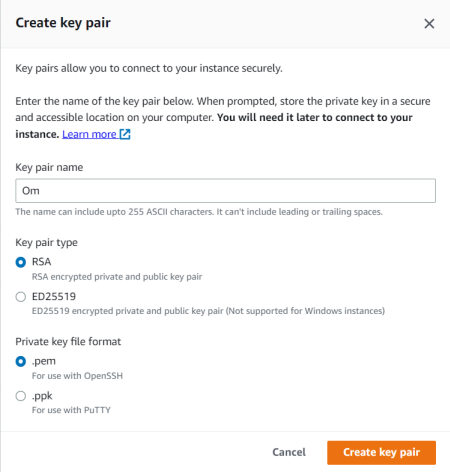 Create key pair
Key pairs allow you to connect to your instance securely.
Enter the name of the key pair below. When prompted, store the private key in a secure
and accessible location on your computer. You will need it later to connect to your
instance. Learn more
Key pair name
Om
The name can include upto 255 ASCII characters. It can't include leading or trailing spaces.
Key pair type
RSA
RSA encrypted private and public key pair
ED25519
ED25519 encrypted private and public key pair (Not supported for Windows instances)
Private key file format
.pem
For use with OpenSSH
.ppk
For use with PuTTY
Cancel
Create key pair